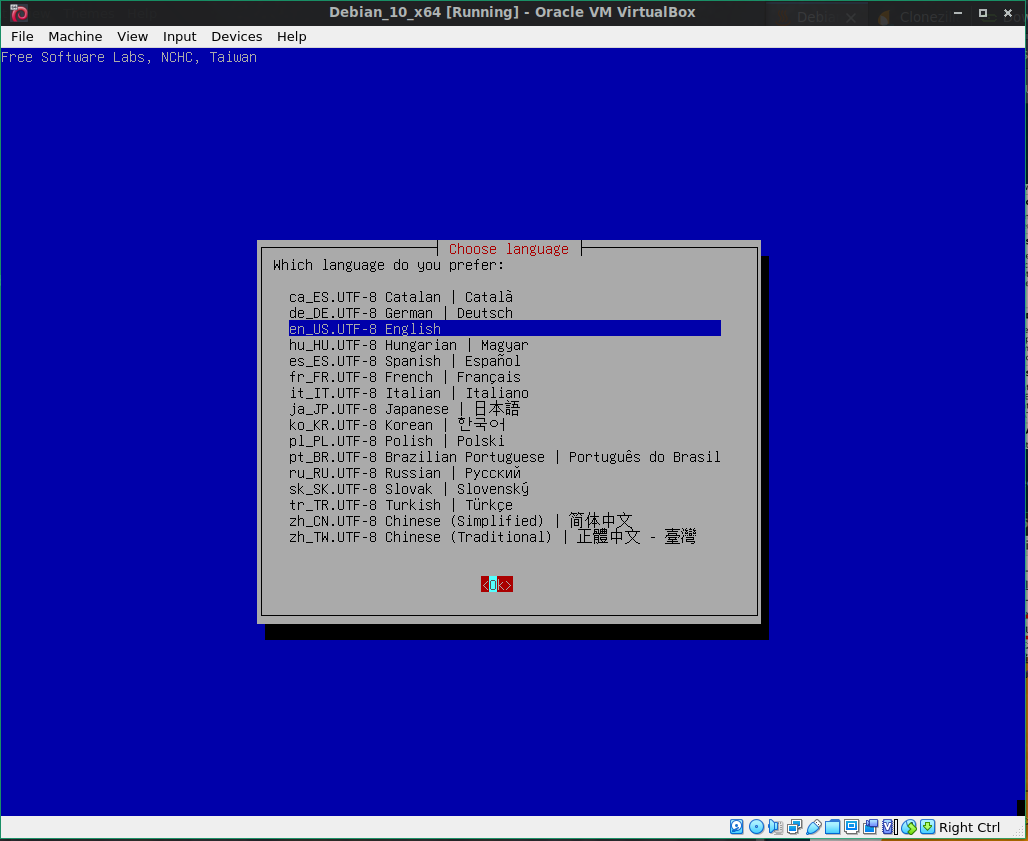 Debian_10_x64 [Running] - Oracle VM VirtualBox
File Machine View Input Devices Help
Free Software Labs, NCHC, Taiwan
Choose language
Which language do you prefer:
ca_ES.UTF-8 Catalan | Català
de_DE.UTF-8 German | Deutsch
en_US.UTF-8 English
hu_HU.UTF-8 Hungarian | Magyar
es_ES.UTF-8 Spanish | Español
fr_FR.UTF-8 French | Français
it_IT.UTF-8 Italian | Italiano
ja_JP.UTF-8 Japanese | 日本語
ko_KR.UTF-8 Korean | 한국어
pl_PL.UTF-8 Polish | Polski
pt_BR.UTF-8 Brazilian Portuguese | Português do Brasil
ru_RU.UTF-8 Russian | Русский
sk_SK.UTF-8 Slovak | Slovenský
tr_TR.UTF-8 Turkish | Türkçe
zh_CN.UTF-8 Chinese (Simplified) | 简体中文
zh_TW.UTF-8 Chinese (Traditional) | 正體中文 - 臺灣
<Ok>
Right Ctrl